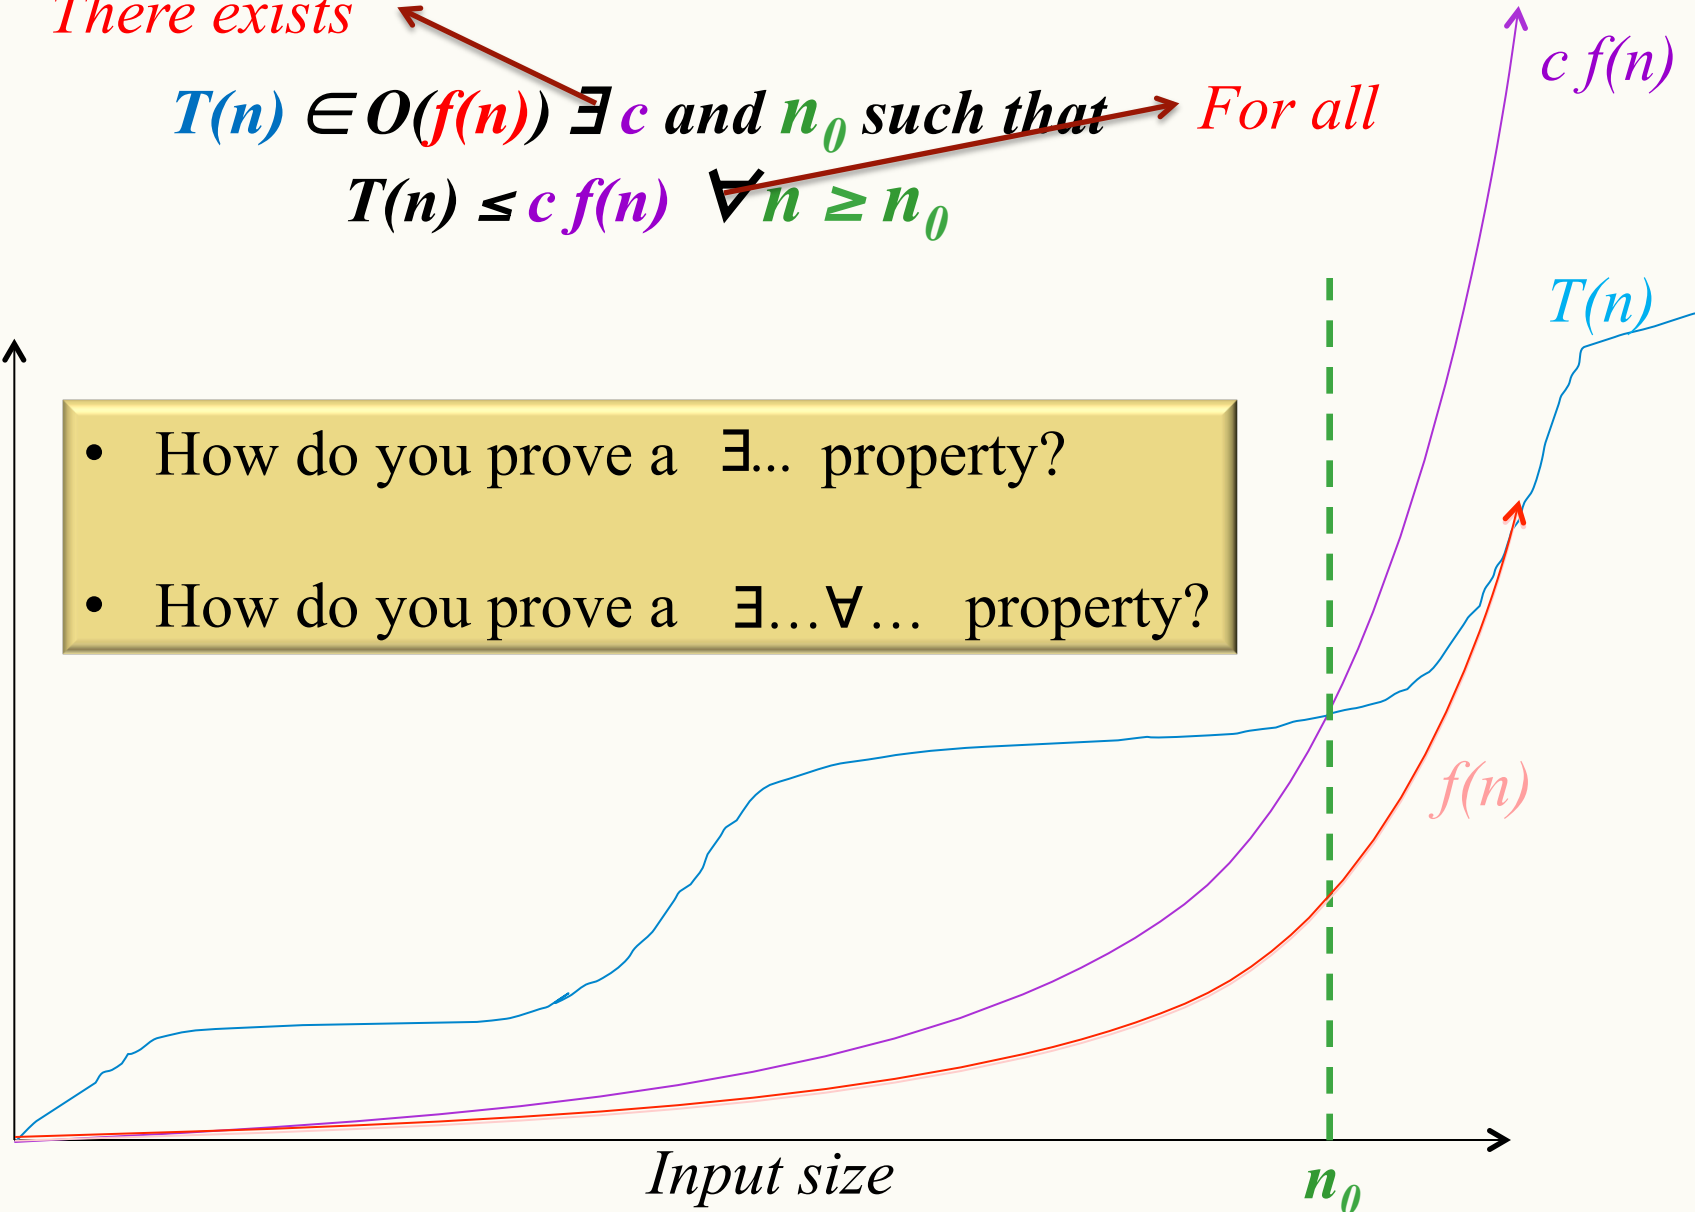 There exists
c f(n)
T(n) ∈ O(f(n)) ∃ c and n₀ such that
For all
T(n) ≤ c f(n) ∀ n ≥ n₀
T(n)
• How do you prove a ∃... property?
• How do you prove a ∃…∀… property?
f(n)
Input size
n₀